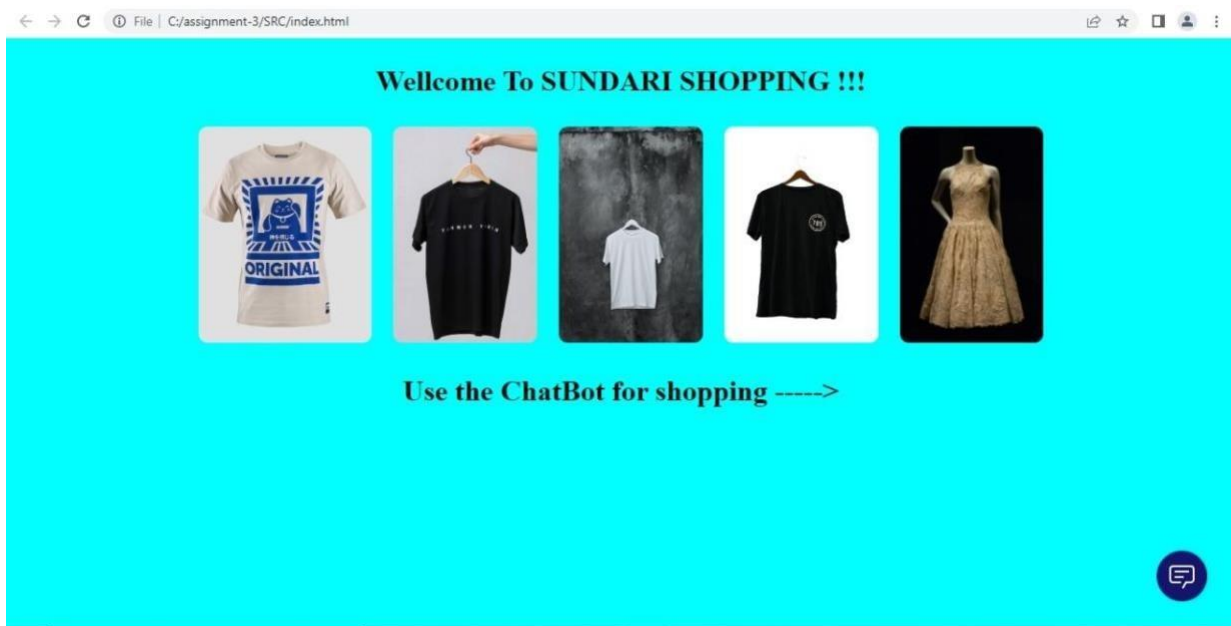 File C:/assignment-3/SRC/index.html
Wellcome To SUNDARI SHOPPING !!!
ORIGINAL
Use the ChatBot for shopping ----->